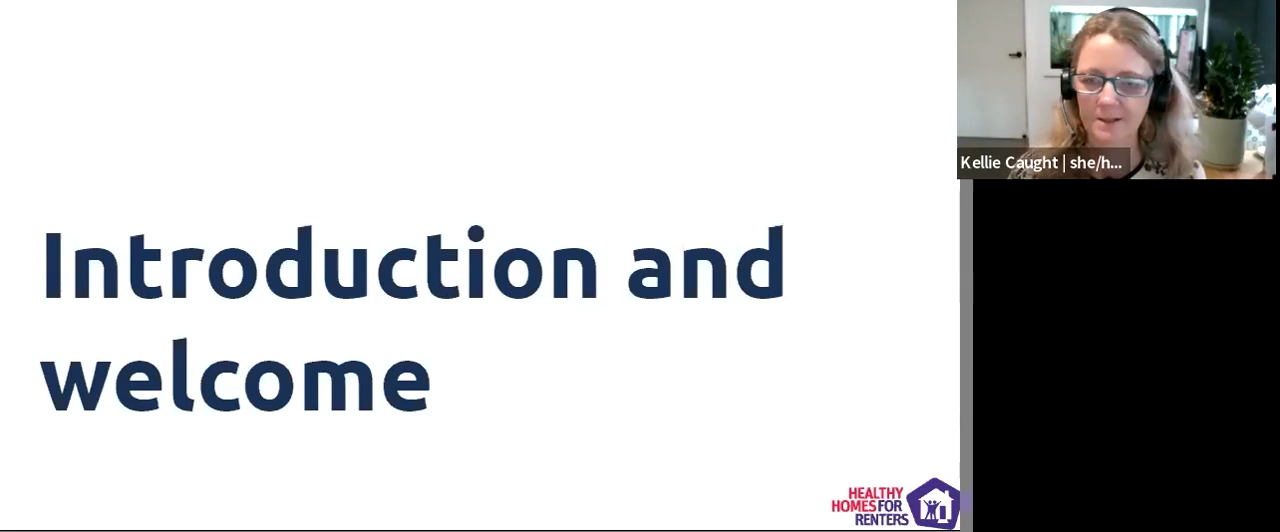 Introduction and
welcome
Kellie Caught | she/h...
HEALTHY
HOMES FOR
RENTERS